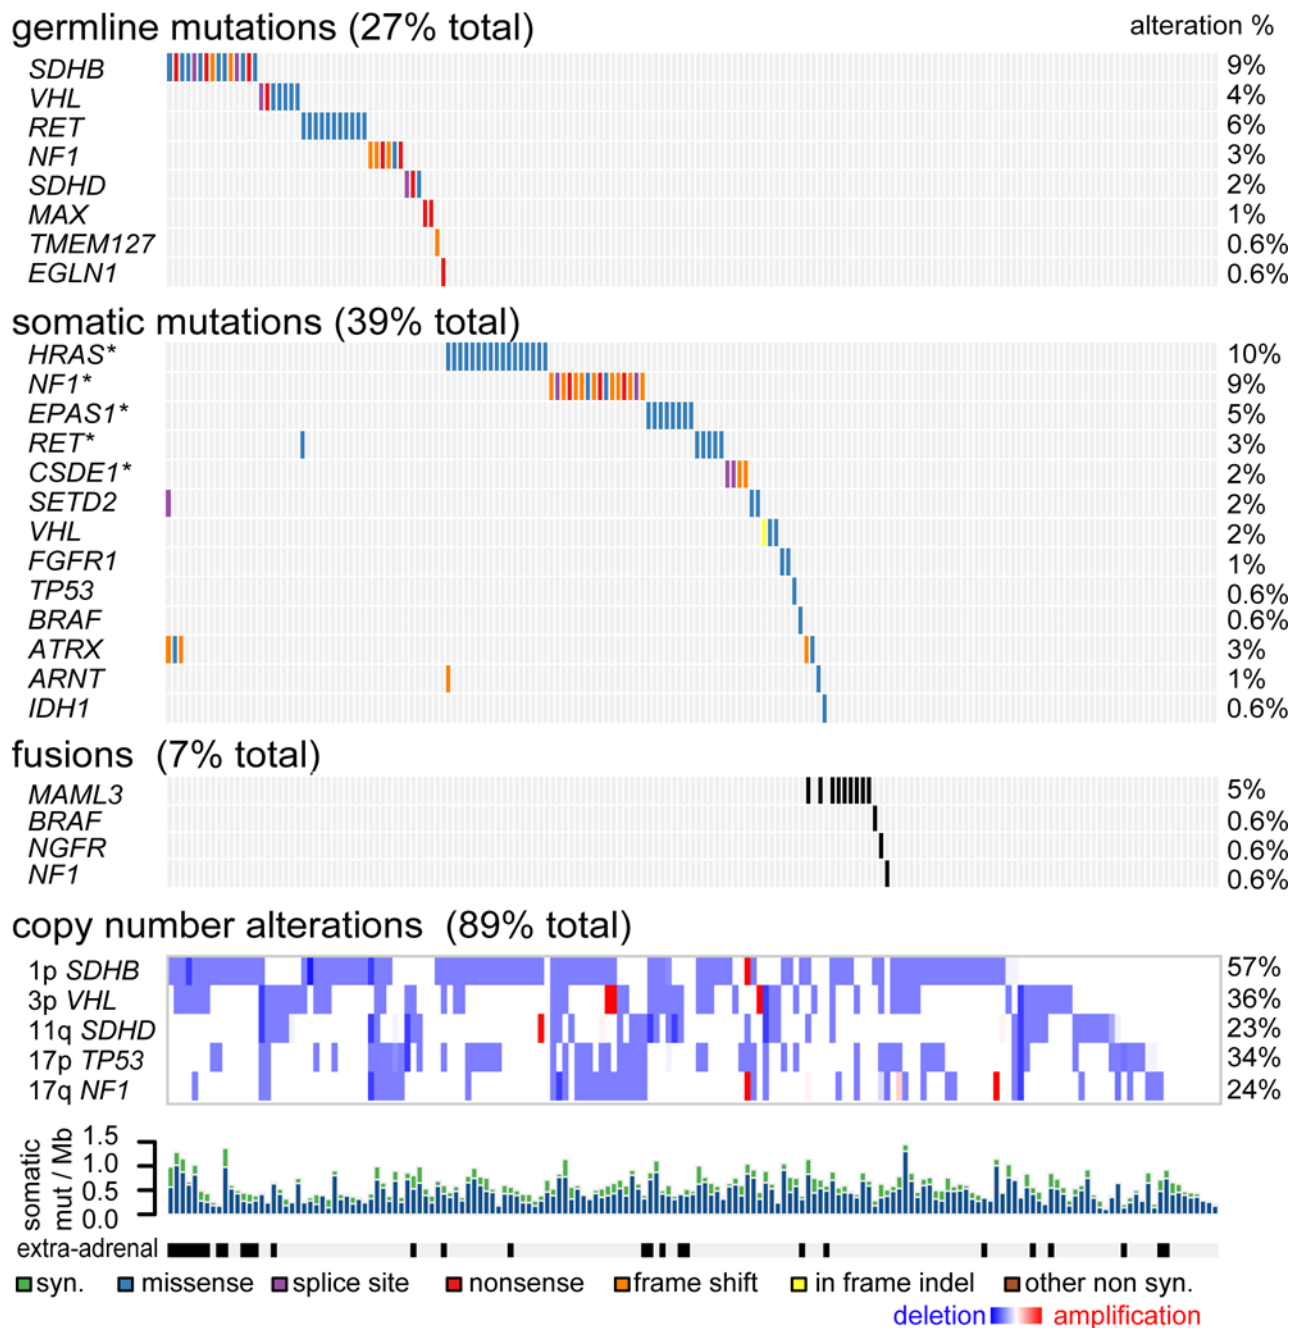 germline mutations (27% total) alteration %
SDHB 9%
VHL 4%
RET 6%
NF1 3%
SDHD 2%
MAX 1%
TMEM127 0.6%
EGLN1 0.6%
somatic mutations (39% total)
HRAS* 10%
NF1* 9%
EPAS1* 5%
RET* 3%
CSDE1* 2%
SETD2 2%
VHL 2%
FGFR1 1%
TP53 0.6%
BRAF 0.6%
ATRX 3%
ARNT 1%
IDH1 0.6%
fusions (7% total)
MAML3 5%
BRAF 0.6%
NGFR 0.6%
NF1 0.6%
copy number alterations (89% total)
1p SDHB 57%
3p VHL 36%
11q SDHD 23%
17p TP53 34%
17q NF1 24%
somatic mut / Mb
1.5
1.0
0.5
0.0
extra-adrenal
syn. missense splice site nonsense frame shift in frame indel other non syn.
deletion amplification